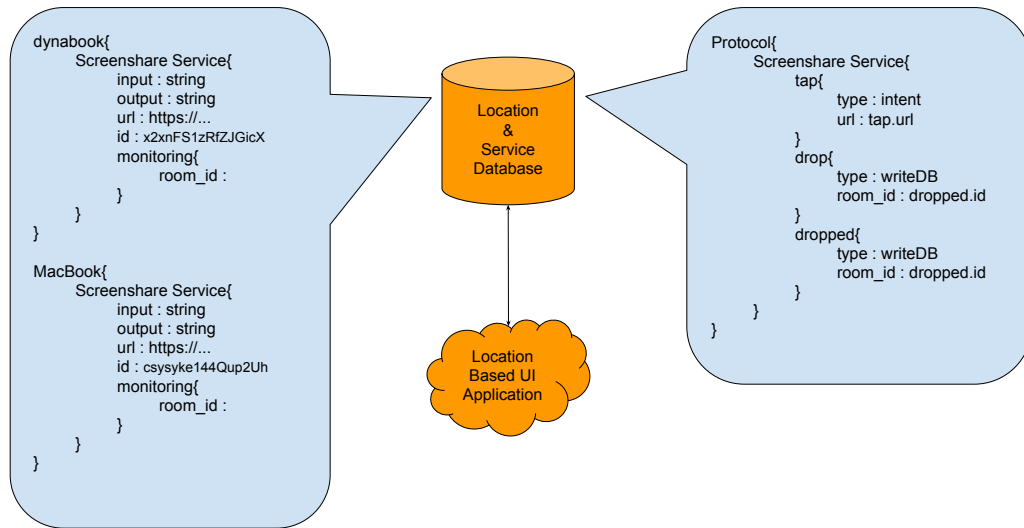 dynabook{
Screenshare Service{
input : string
output : string
url : https://...
id : x2xnFS1zRfZJGicX
monitoring{
room_id :
}
}
}
MacBook{
Screenshare Service{
input : string
output : string
url : https://...
id : csysyke144Qup2Uh
monitoring{
room_id :
}
}
}
Location
&
Service
Database
Location
Based UI
Application
Protocol{
Screenshare Service{
tap{
type : intent
url : tap.url
}
drop{
type : writeDB
room_id : dropped.id
}
dropped{
type : writeDB
room_id : dropped.id
}
}
}